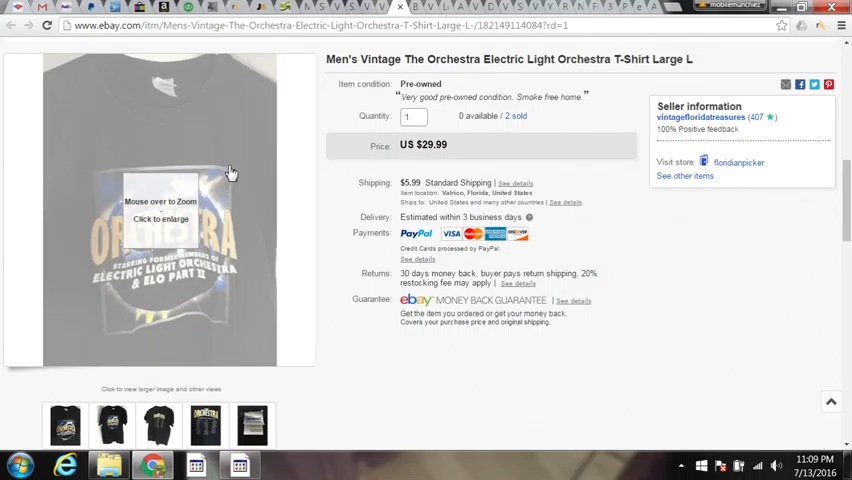 mobilemunchiez
www.ebay.com/itm/Mens-Vintage-The-Orchestra-Electric-Light-Orchestra-T-Shirt-Large-L-/182149114084?rd=1
Men's Vintage The Orchestra Electric Light Orchestra T-Shirt Large L
Item condition: Pre-owned
“Very good pre-owned condition. Smoke free home.”
Quantity: 1 0 available / 2 sold
Price: US $29.99
Shipping: $5.99 Standard Shipping | See details
Item location: Valrico, Florida, United States
Ships to: United States and many other countries | See details
Delivery: Estimated within 3 business days
Payments: PayPal VISA MasterCard AMERICAN EXPRESS DISCOVER
Credit Cards processed by PayPal
See details
Returns: 30 days money back, buyer pays return shipping, 20%
restocking fee may apply | See details
Guarantee: ebay MONEY BACK GUARANTEE | See details
Get the item you ordered or get your money back.
Covers your purchase price and original shipping.
Seller information
vintagefloridatreasures (407 )
100% Positive feedback
Visit store: floridianpicker
See other items
Mouse over to Zoom
-
Click to enlarge
ORCHESTRA
STARRING FORMER MEMBERS OF
ELECTRIC LIGHT ORCHESTRA
& ELO PART II
Click to view larger image and other views
ORCHESTRA
11:09 PM
7/13/2016